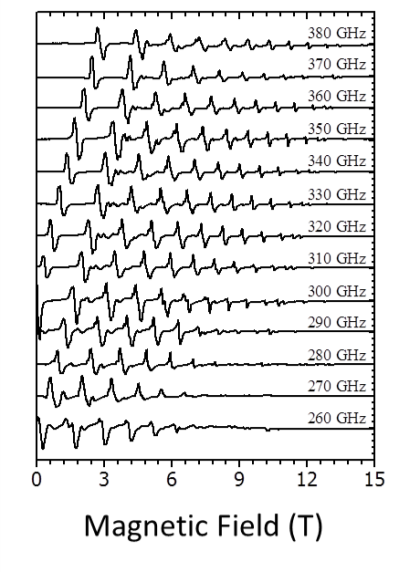 380 GHz
370 GHz
360 GHz
350 GHz
340 GHz
330 GHz
320 GHz
310 GHz
300 GHz
290 GHz
280 GHz
270 GHz
260 GHz
0 3 6 9 12 15
Magnetic Field (T)